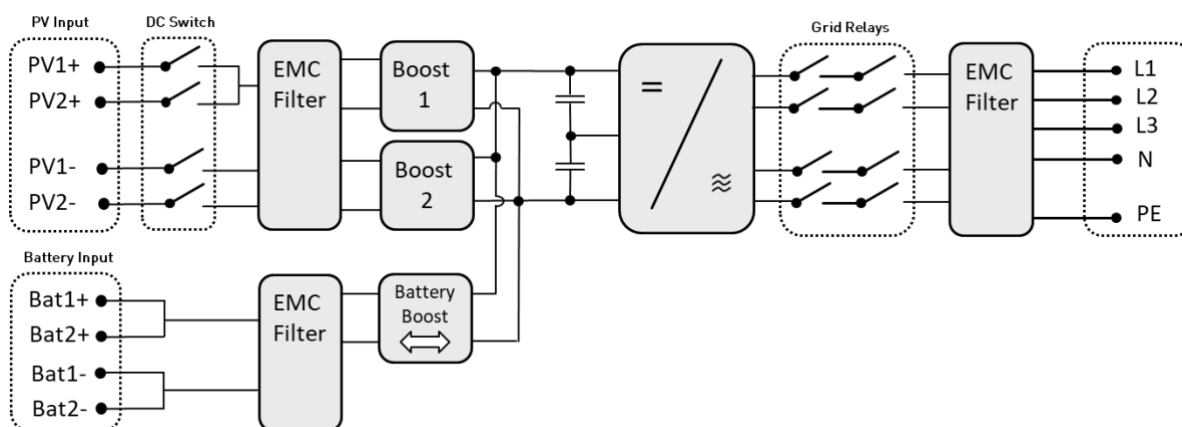 PV Input
DC Switch
Grid Relays
PV1+
PV2+
PV1-
PV2-
EMC
Filter
Boost
1
Boost
2
=
≋
EMC
Filter
L1
L2
L3
N
PE
Battery Input
Bat1+
Bat2+
Bat1-
Bat2-
EMC
Filter
Battery
Boost